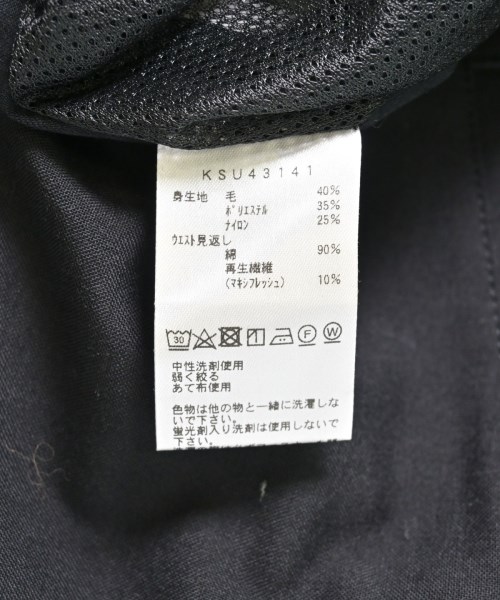 KSU43141
身生地 毛 40%
ポリエステル 35%
ナイロン 25%
ウエスト見返し
綿 90%
再生繊維
(マキシフレッシュ) 10%
30 F W
中性洗剤使用
弱く絞る
あて布使用
色物は他の物と一緒に洗濯しな
いで下さい。
蛍光剤入り洗剤は使用しないで
下さい。